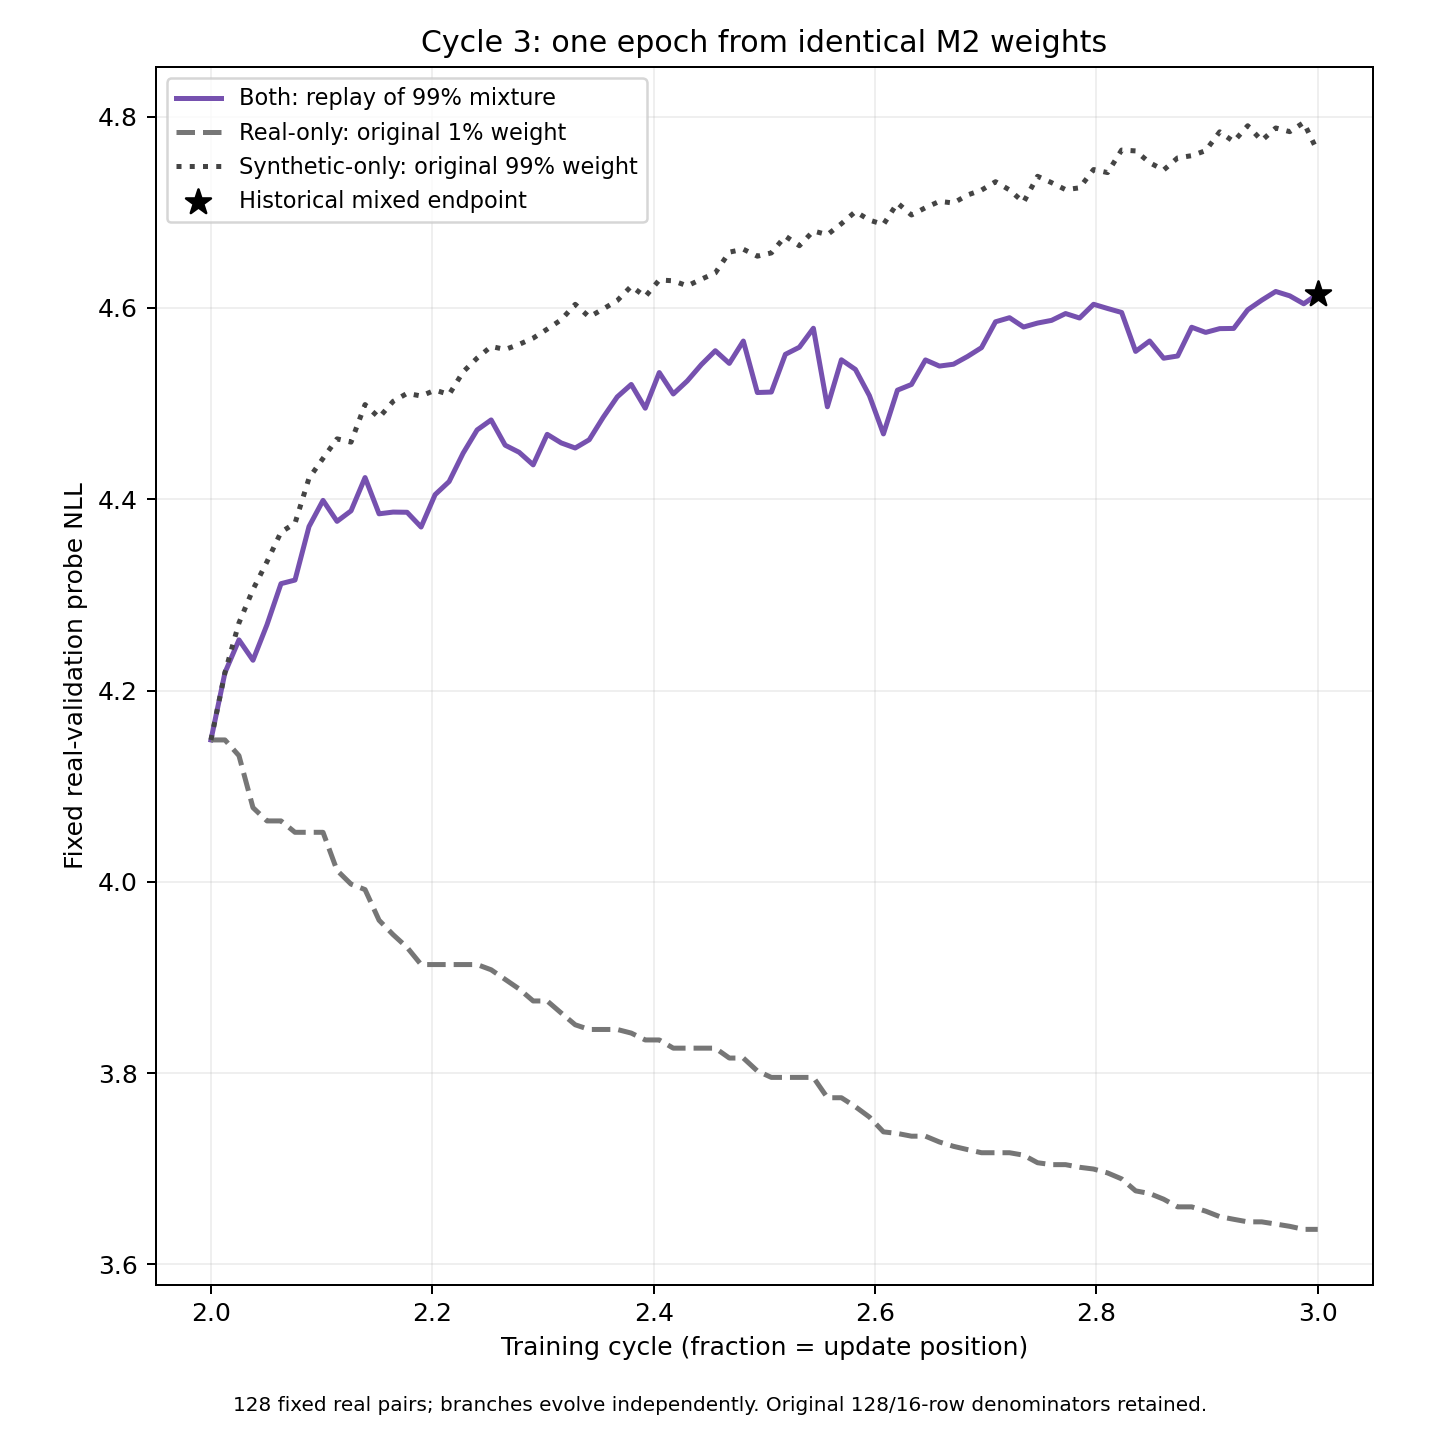 Cycle 3: one epoch from identical M2 weights
Both: replay of 99% mixture
Real-only: original 1% weight
Synthetic-only: original 99% weight
Historical mixed endpoint
Fixed real-validation probe NLL
4.8
4.6
4.4
4.2
4.0
3.8
3.6
2.0 2.2 2.4 2.6 2.8 3.0
Training cycle (fraction = update position)
128 fixed real pairs; branches evolve independently. Original 128/16-row denominators retained.